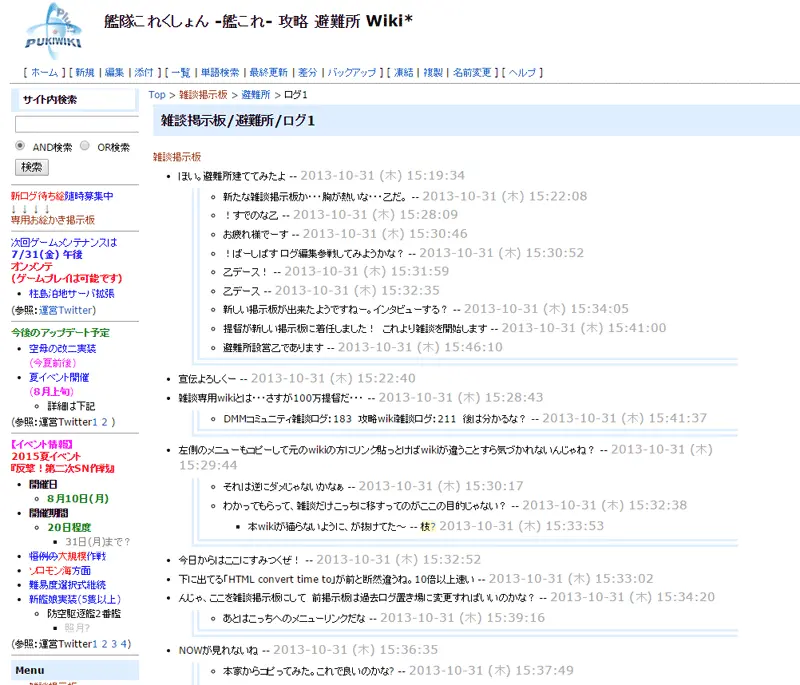 Plus!
PUKIWIKI
艦隊これくしょん -艦これ- 攻略 避難所 Wiki*
[ ホーム ] [ 新規 | 編集 | 添付 ] [ 一覧 | 単語検索 | 最終更新 | 差分 | バックアップ ] [ 凍結 | 複製 | 名前変更 ] [ ヘルプ ]
サイト内検索
AND検索 OR検索
検索
新ログ待ち絵随時募集中
↓ ↓ ↓ ↓
専用お絵かき掲示板
次回ゲームメンテナンスは
7/31(金) 午後
オンメンテ
(ゲームプレイは可能です)
柱島泊地サーバ拡張
(参照:運営Twitter)
今後のアップデート予定
空母の改二実装
(今夏前後)
夏イベント開催
(8月上旬)
詳細は下記
(参照:運営Twitter1 2 )
【イベント情報】
2015夏イベント
『反撃！第二次SN作戦』
開催日
8月10日(月)
開催期間
20日程度
31日(月)まで？
恒例の大規模作戦
ソロモン海方面
難易度選択式継続
新艦娘実装(5隻以上)
防空駆逐艦2番艦
照月?
(参照:運営Twitter1 2 3 4)
Menu
Top > 雑談掲示板 > 避難所 > ログ1
雑談掲示板/避難所/ログ1
雑談掲示板
ほい。避難所建ててみたよ -- 2013-10-31 (木) 15:19:34
新たな雑談掲示板か･･･胸が熱いな･･･乙だ。 -- 2013-10-31 (木) 15:22:08
！すでのな乙 -- 2013-10-31 (木) 15:28:09
お疲れ様でーす -- 2013-10-31 (木) 15:30:46
！ばーしばす ログ編集参戦してみようかな？ -- 2013-10-31 (木) 15:30:52
乙デース！ -- 2013-10-31 (木) 15:31:59
乙デース -- 2013-10-31 (木) 15:32:35
新しい掲示板が出来たようですねー。インタビューする？ -- 2013-10-31 (木) 15:34:05
提督が新しい掲示板に着任しました！ これより雑談を開始します -- 2013-10-31 (木) 15:41:00
避難所設営乙であります -- 2013-10-31 (木) 15:46:10
宣伝よろしくー -- 2013-10-31 (木) 15:22:40
雑談専用wikiとは･･･さすが100万提督だ･･･ -- 2013-10-31 (木) 15:28:43
DMMコミュニティ雑談ログ:183 攻略wiki雑談ログ:211 後は分かるな？ -- 2013-10-31 (木) 15:41:37
左側のメニューもコピーして元のwikiの方にリンク貼っとけばwikiが違うことすら気づかれないんじゃね？ -- 2013-10-31 (木)
15:29:44
それは逆にダメじゃないかなぁ -- 2013-10-31 (木) 15:30:17
わかってもらって、雑談だけこっちに移すってのがここの目的じゃない？ -- 2013-10-31 (木) 15:32:38
本wikiが猫らないように、が抜けてた～ -- 枝? 2013-10-31 (木) 15:33:53
今日からはここにすみつくぜ！ -- 2013-10-31 (木) 15:32:52
下に出てる「HTML convert time to」が前と断然違うね。10倍以上速い -- 2013-10-31 (木) 15:33:02
んじゃ、ここを雑談掲示板にして 前掲示板は過去ログ置き場に変更すればいいのかな？ -- 2013-10-31 (木) 15:34:20
あとはこっちへのメニューリンクだな -- 2013-10-31 (木) 15:39:16
NOWが見れないね -- 2013-10-31 (木) 15:36:35
本家からコピってみた。これで良いのかな? -- 2013-10-31 (木) 15:37:49